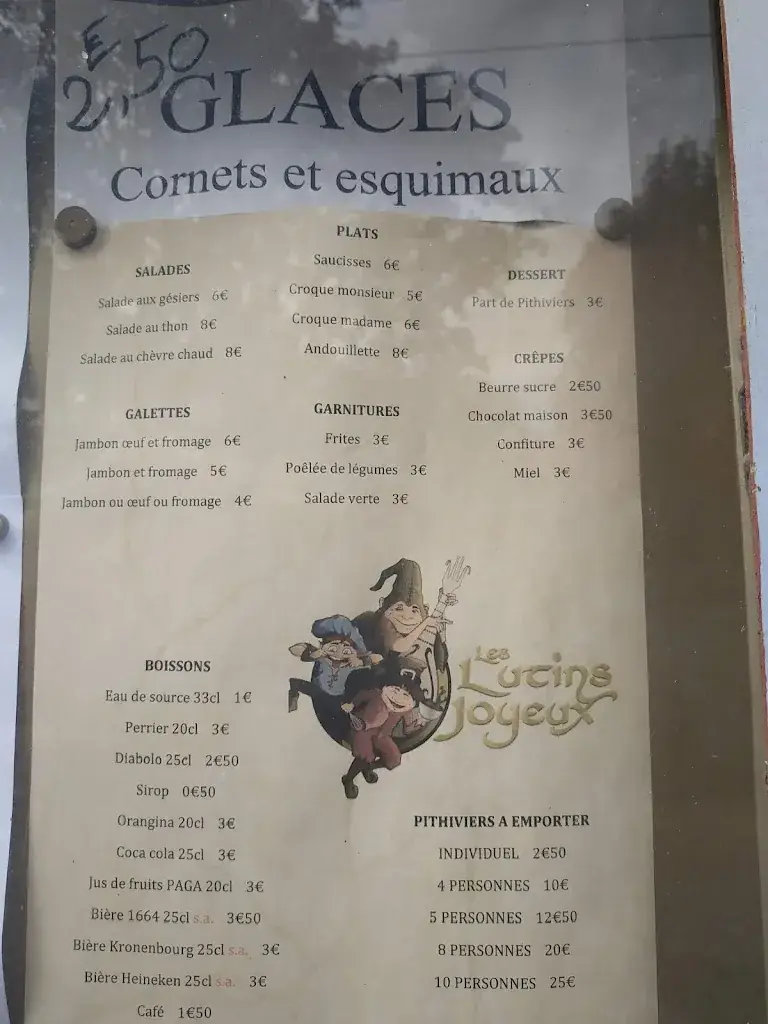 2,50 €
GLACES
Cornets et esquimaux
SALADES
Salade aux gésiers 6€
Salade au thon 8€
Salade au chèvre chaud 8€
GALETTES
Jambon œuf et fromage 6€
Jambon et fromage 5€
Jambon ou œuf ou fromage 4€
PLATS
Saucisses 6€
Croque monsieur 5€
Croque madame 6€
Andouillette 8€
GARNITURES
Frites 3€
Poêlée de légumes 3€
Salade verte 3€
DESSERT
Part de Pithiviers 3€
CRÊPES
Beurre sucre 2€50
Chocolat maison 3€50
Confiture 3€
Miel 3€
Les
Lutins
Joyeux
BOISSONS
Eau de source 33cl 1€
Perrier 20cl 3€
Diabolo 25cl 2€50
Sirop 0€50
Orangina 20cl 3€
Coca cola 25cl 3€
Jus de fruits PAGA 20cl 3€
Bière 1664 25cl s.a. 3€50
Bière Kronenbourg 25cl s.a. 3€
Bière Heineken 25cl s.a. 3€
Café 1€50
PITHIVIERS A EMPORTER
INDIVIDUEL 2€50
4 PERSONNES 10€
5 PERSONNES 12€50
8 PERSONNES 20€
10 PERSONNES 25€